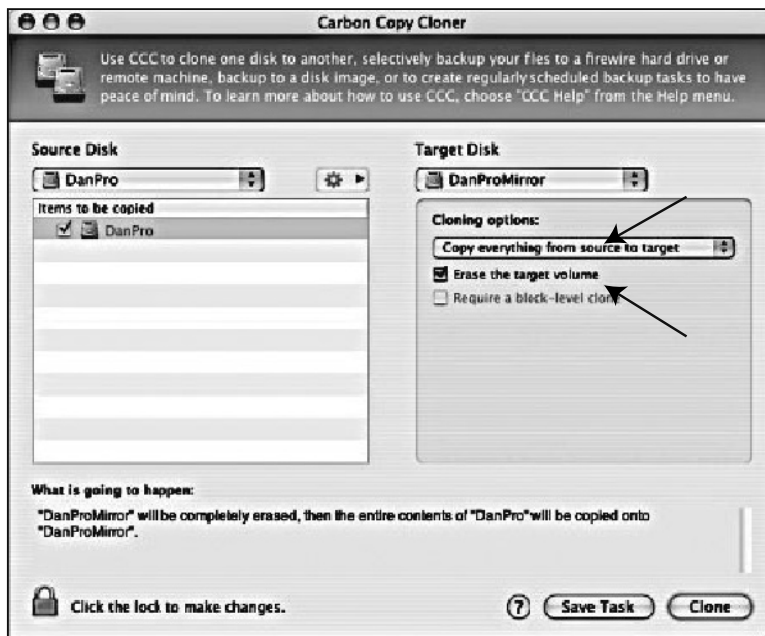 Carbon Copy Cloner
Use CCC to clone one disk to another, selectively backup your files to a firewire hard drive or
remote machine, backup to a disk image, or to create regularly scheduled backup tasks to have
peace of mind. To learn more about how to use CCC, choose "CCC Help" from the Help menu.
Source Disk
DanPro
Items to be copied
DanPro
Target Disk
DanProMirror
Cloning options:
Copy everything from source to target
Erase the target volume
Require a block-level clone
What is going to happen:
"DanProMirror" will be completely erased, then the entire contents of "DanPro" will be copied onto
"DanProMirror".
Click the lock to make changes.
?
Save Task
Clone